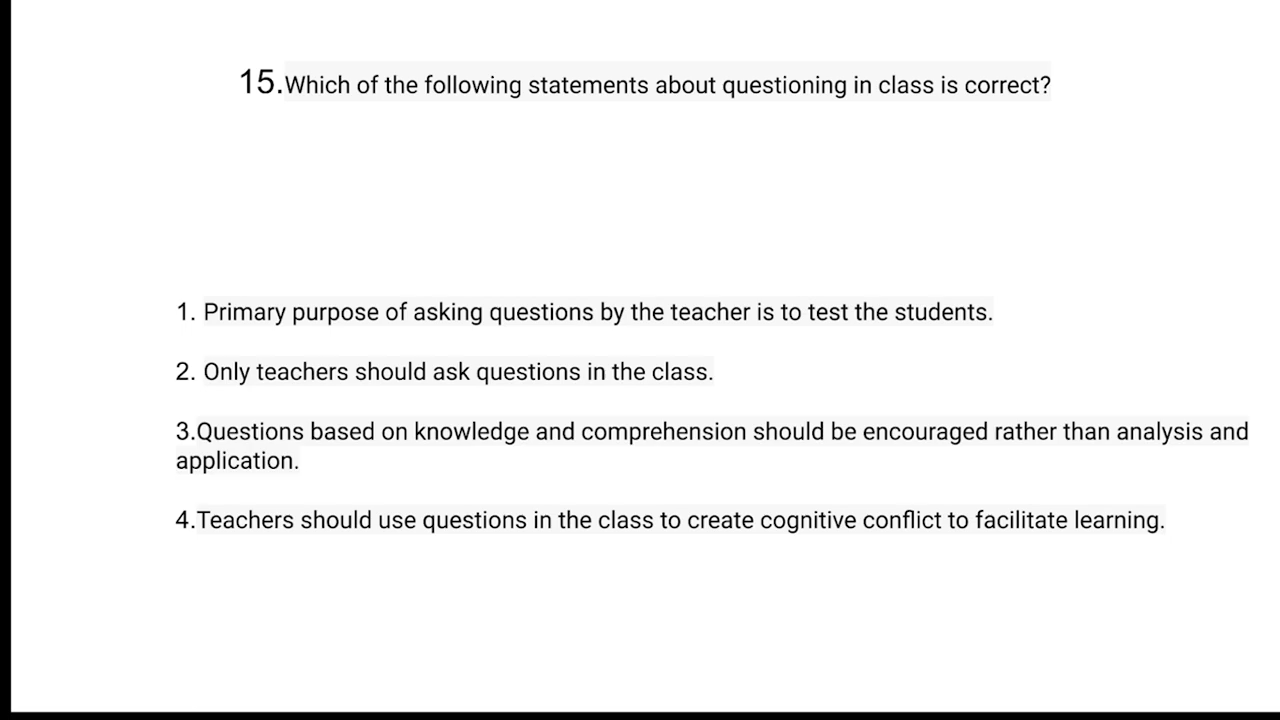 15.Which of the following statements about questioning in class is correct?
1. Primary purpose of asking questions by the teacher is to test the students.
2. Only teachers should ask questions in the class.
3.Questions based on knowledge and comprehension should be encouraged rather than analysis and
application.
4.Teachers should use questions in the class to create cognitive conflict to facilitate learning.